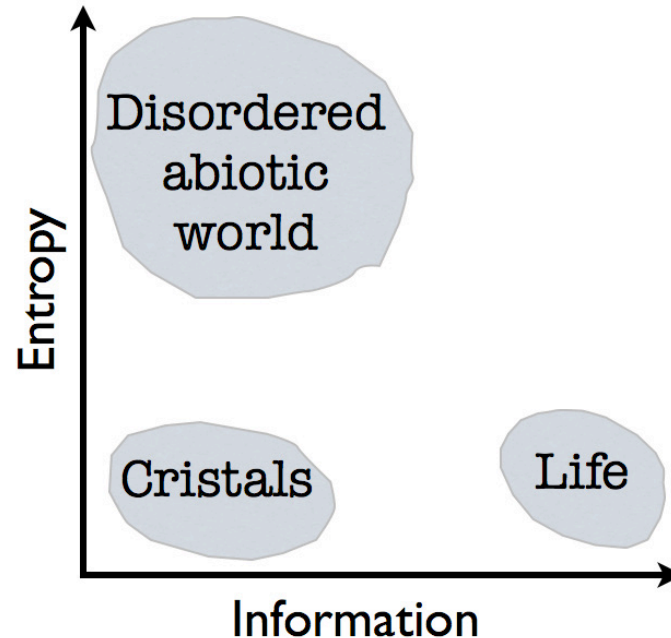 Disordered
abiotic
world
Entropy
Cristals
Life
Information